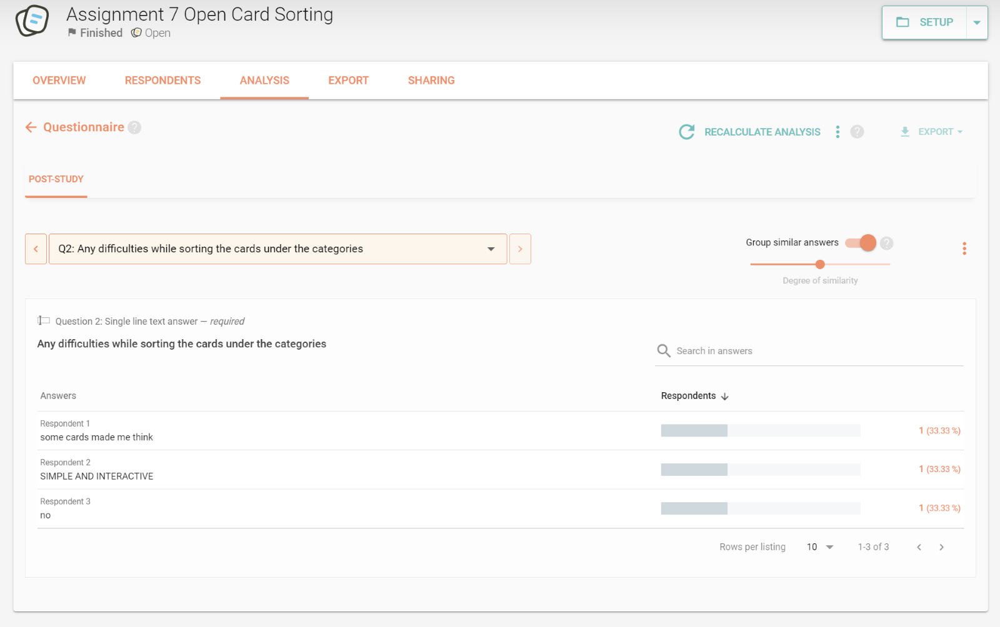 Assignment 7 Open Card Sorting
Finished Open
SETUP
OVERVIEW RESPONDENTS ANALYSIS EXPORT SHARING
Questionnaire ?
RECALCULATE ANALYSIS ? EXPORT
POST-STUDY
Q2: Any difficulties while sorting the cards under the categories
Group similar answers ?
Degree of similarity
Question 2: Single line text answer — required
Any difficulties while sorting the cards under the categories
Search in answers
Answers Respondents
Respondent 1
some cards made me think
1 (33.33 %)
Respondent 2
SIMPLE AND INTERACTIVE
1 (33.33 %)
Respondent 3
no
1 (33.33 %)
Rows per listing 10 1-3 of 3